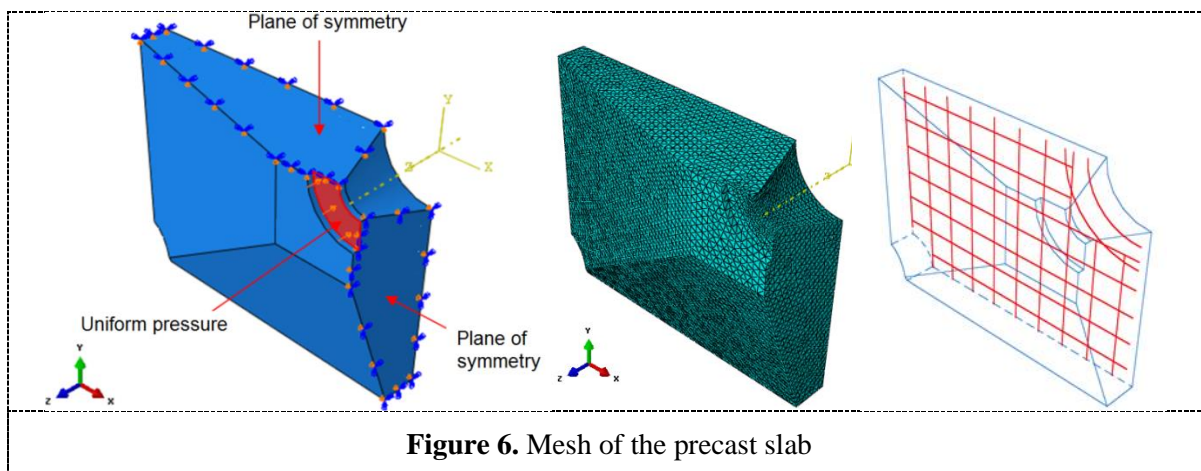 Plane of symmetry
Y
X
Z
Uniform pressure
Plane of
symmetry
Y
Z
X
Y
Z
X
Figure 6. Mesh of the precast slab